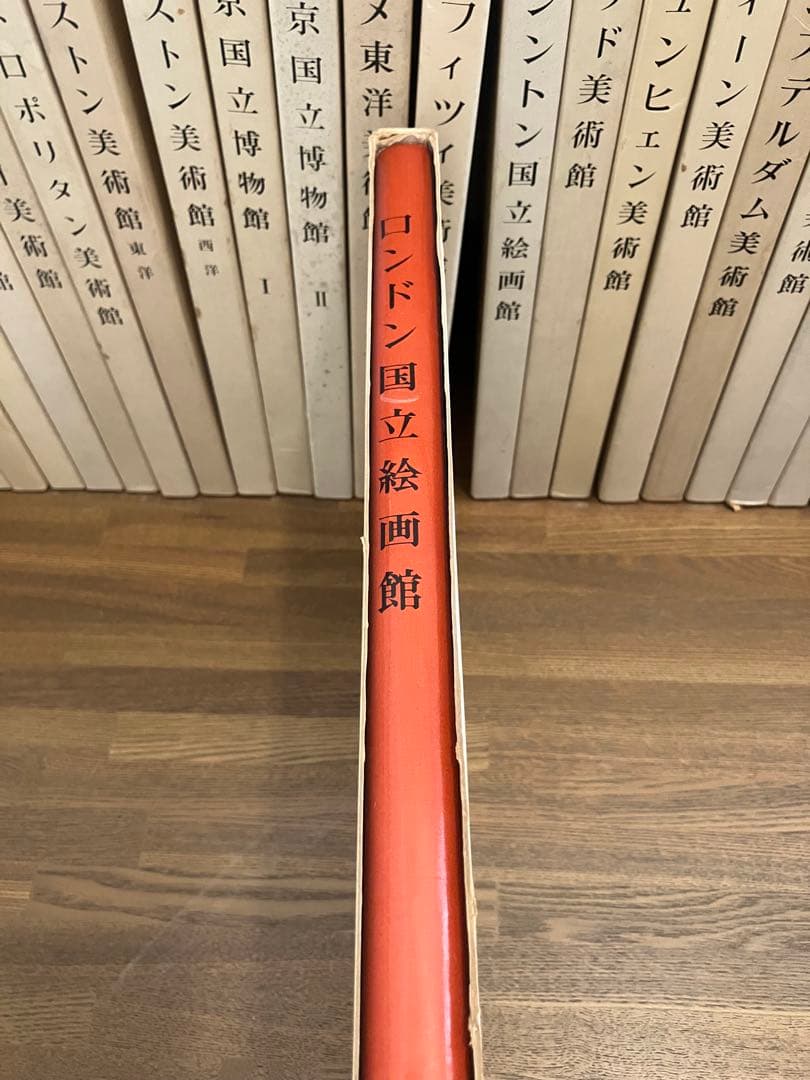 ロンドン国立絵画館
ロポリタン美術館
ストン美術館 東洋
ストン美術館 西洋
京国立博物館 I
京国立博物館 II
メ東洋美術館
フィツィ美術
ントン国立絵画館
ド美術館
ンヒェン美術館
ィーン美術館
ステルダム美術館
美術館